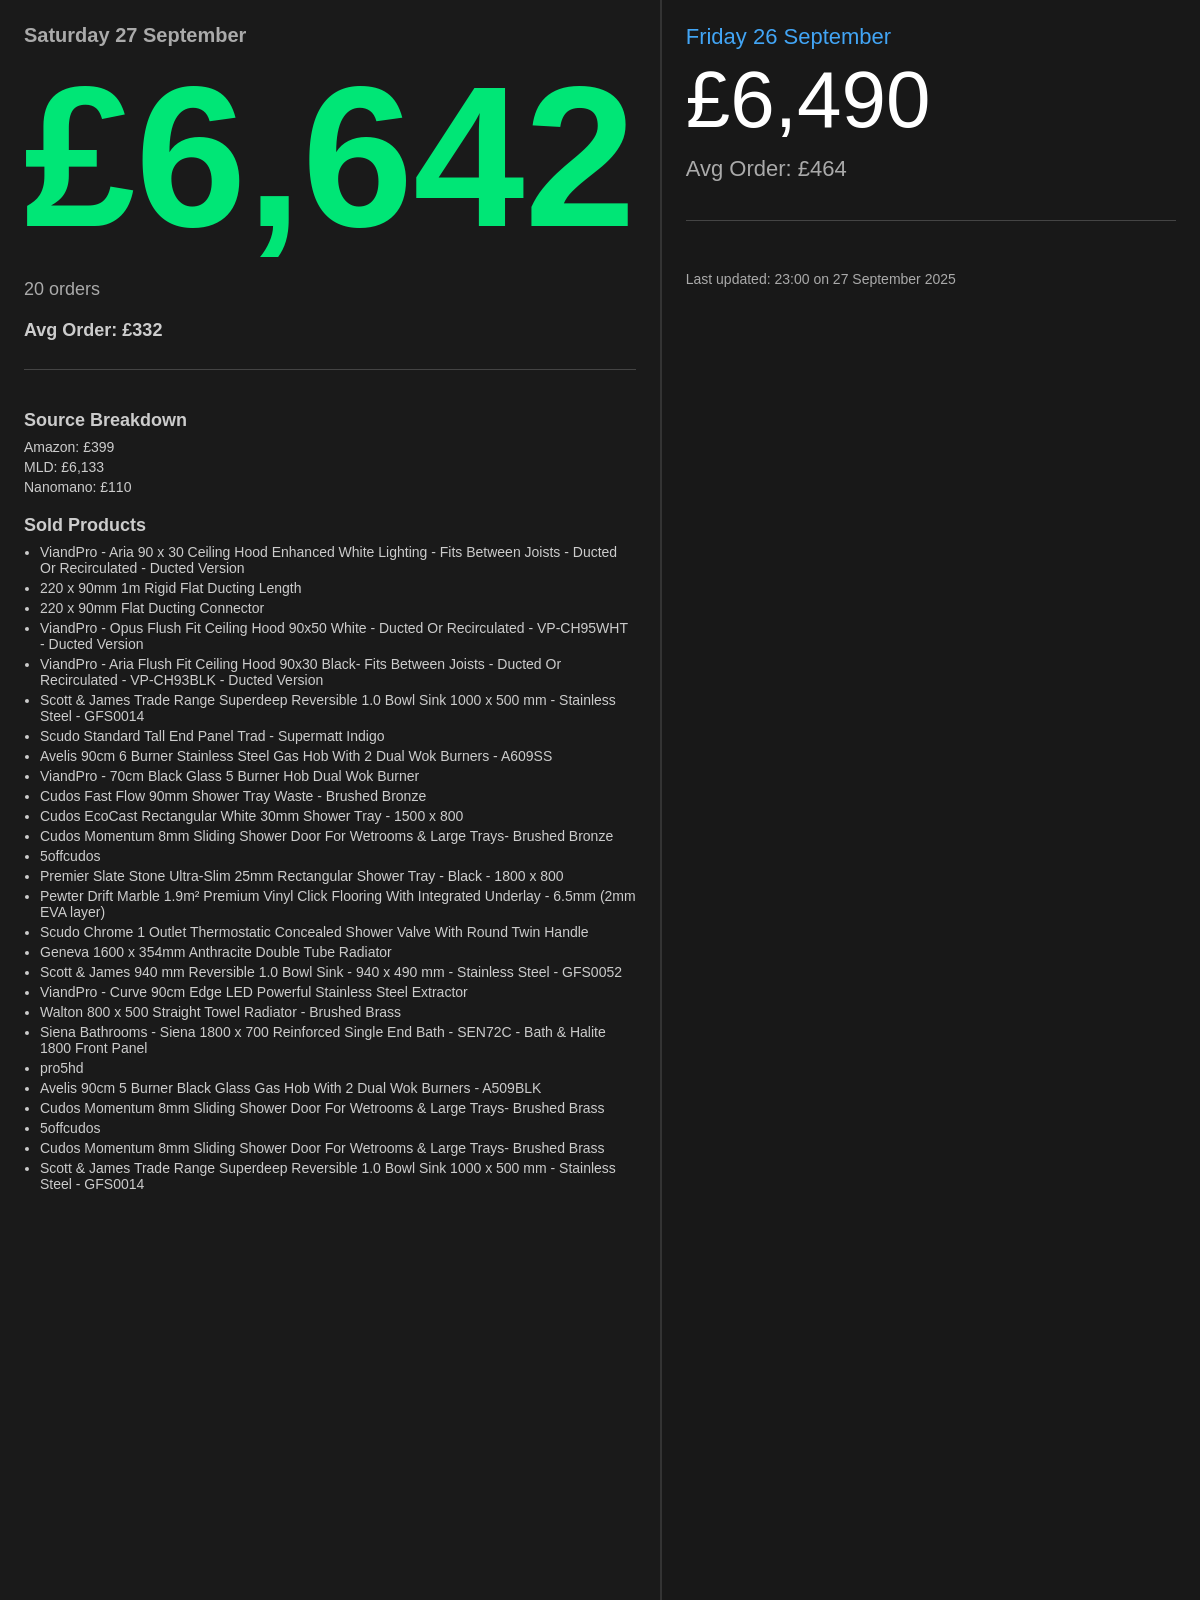 Saturday 27 September
£6,642
20 orders
Avg Order: £332
Source Breakdown
Amazon: £399
MLD: £6,133
Nanomano: £110
Sold Products
• ViandPro - Aria 90 x 30 Ceiling Hood Enhanced White Lighting - Fits Between Joists - Ducted
Or Recirculated - Ducted Version
• 220 x 90mm 1m Rigid Flat Ducting Length
• 220 x 90mm Flat Ducting Connector
• ViandPro - Opus Flush Fit Ceiling Hood 90x50 White - Ducted Or Recirculated - VP-CH95WHT
- Ducted Version
• ViandPro - Aria Flush Fit Ceiling Hood 90x30 Black- Fits Between Joists - Ducted Or
Recirculated - VP-CH93BLK - Ducted Version
• Scott & James Trade Range Superdeep Reversible 1.0 Bowl Sink 1000 x 500 mm - Stainless
Steel - GFS0014
• Scudo Standard Tall End Panel Trad - Supermatt Indigo
• Avelis 90cm 6 Burner Stainless Steel Gas Hob With 2 Dual Wok Burners - A609SS
• ViandPro - 70cm Black Glass 5 Burner Hob Dual Wok Burner
• Cudos Fast Flow 90mm Shower Tray Waste - Brushed Bronze
• Cudos EcoCast Rectangular White 30mm Shower Tray - 1500 x 800
• Cudos Momentum 8mm Sliding Shower Door For Wetrooms & Large Trays- Brushed Bronze
• 5offcudos
• Premier Slate Stone Ultra-Slim 25mm Rectangular Shower Tray - Black - 1800 x 800
• Pewter Drift Marble 1.9m² Premium Vinyl Click Flooring With Integrated Underlay - 6.5mm (2mm
EVA layer)
• Scudo Chrome 1 Outlet Thermostatic Concealed Shower Valve With Round Twin Handle
• Geneva 1600 x 354mm Anthracite Double Tube Radiator
• Scott & James 940 mm Reversible 1.0 Bowl Sink - 940 x 490 mm - Stainless Steel - GFS0052
• ViandPro - Curve 90cm Edge LED Powerful Stainless Steel Extractor
• Walton 800 x 500 Straight Towel Radiator - Brushed Brass
• Siena Bathrooms - Siena 1800 x 700 Reinforced Single End Bath - SEN72C - Bath & Halite
1800 Front Panel
• pro5hd
• Avelis 90cm 5 Burner Black Glass Gas Hob With 2 Dual Wok Burners - A509BLK
• Cudos Momentum 8mm Sliding Shower Door For Wetrooms & Large Trays- Brushed Brass
• 5offcudos
• Cudos Momentum 8mm Sliding Shower Door For Wetrooms & Large Trays- Brushed Brass
• Scott & James Trade Range Superdeep Reversible 1.0 Bowl Sink 1000 x 500 mm - Stainless
Steel - GFS0014
Friday 26 September
£6,490
Avg Order: £464
Last updated: 23:00 on 27 September 2025